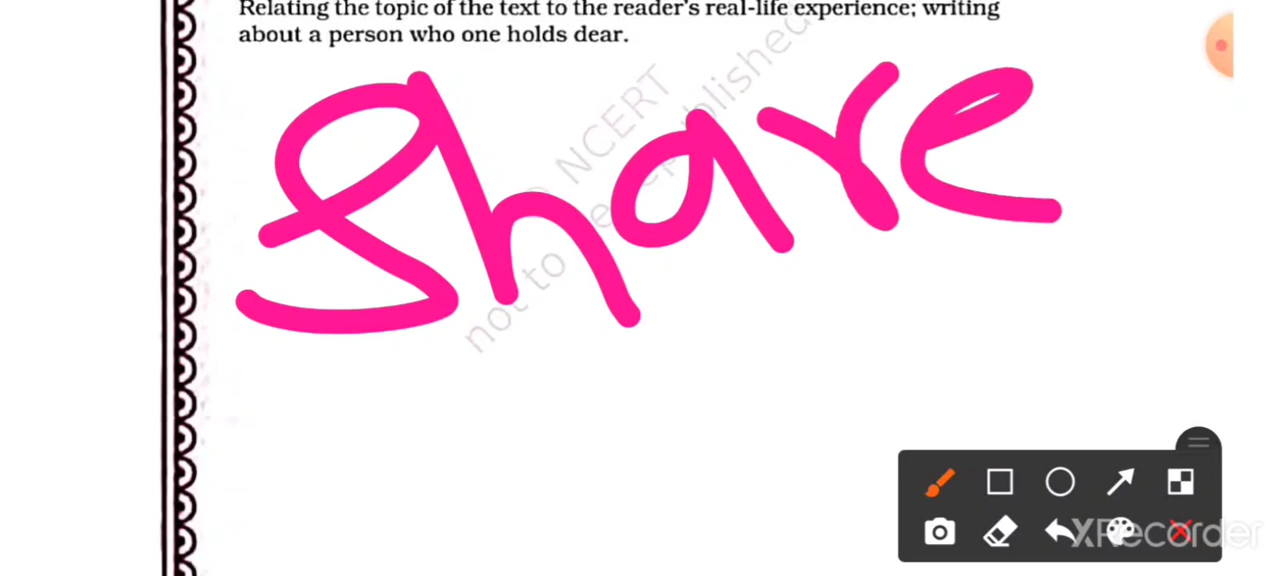 Relating the topic of the text to the reader's real-life experience; writing
about a person who one holds dear.
Share
NCERT
not to be published
XRecorder